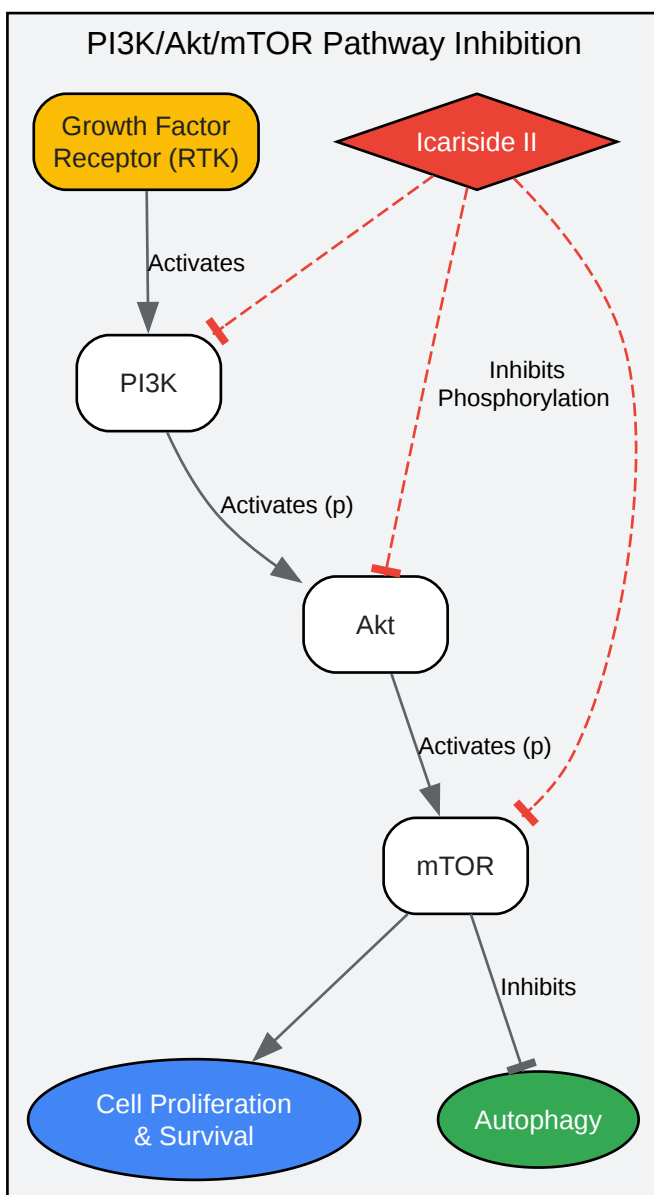 PI3K/Akt/mTOR Pathway Inhibition
Growth Factor
Receptor (RTK)
Icariside II
Activates
PI3K
Inhibits
Phosphorylation
Activates (p)
Akt
Activates (p)
mTOR
Inhibits
Cell Proliferation
& Survival
Autophagy